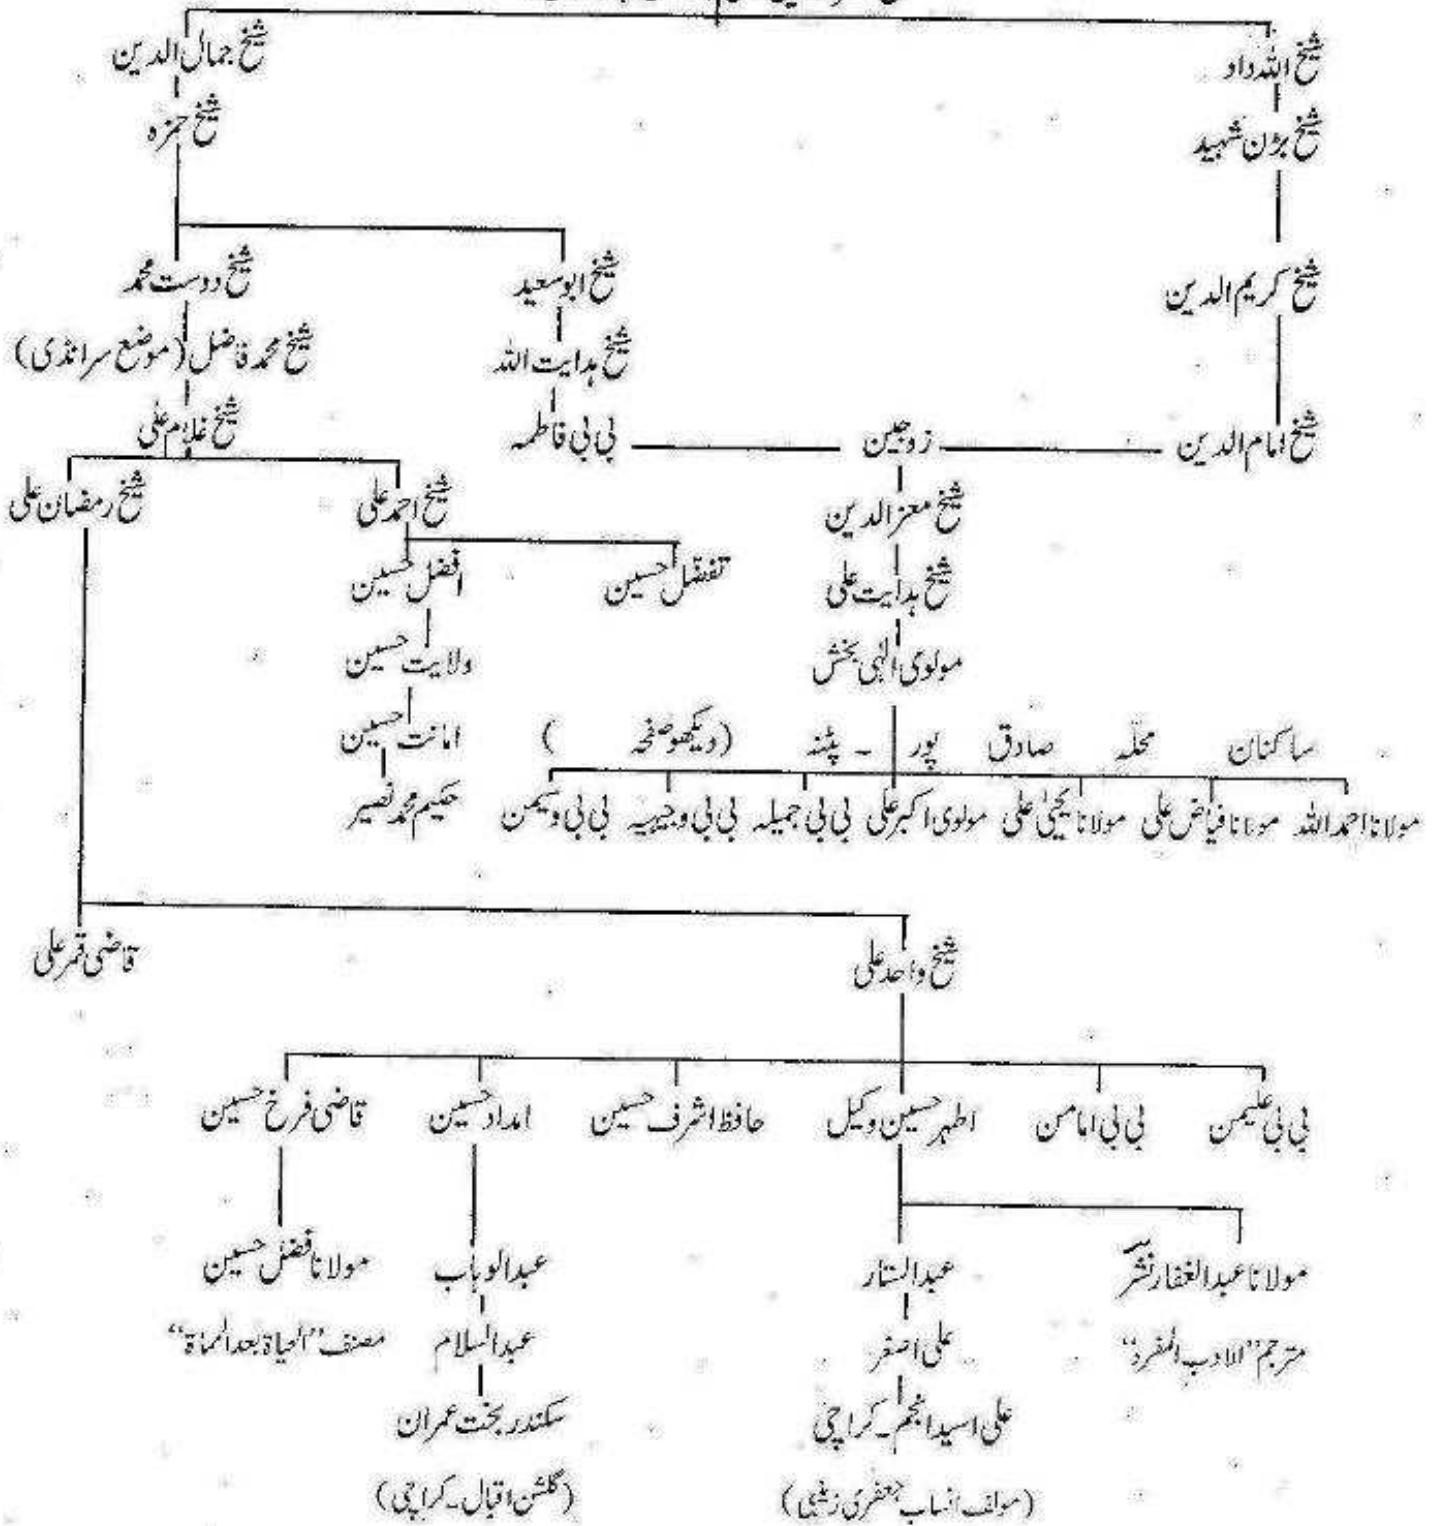 شیخ اللہ داد شیخ جمال الدین
شیخ بڑن شہید شیخ حمزہ
شیخ کریم الدین شیخ ابوسعید شیخ دوست محمد
شیخ ہدایت اللہ شیخ محمد فاضل (موضع سرانڈی)
شیخ امام الدین زوجین بی بی فاطمہ شیخ غلام علی
شیخ معز الدین شیخ احمد علی شیخ رمضان علی
شیخ ہدایت علی تفضل حسین افضل حسین
مولوی الٰہی بخش ولایت حسین
ساکنان محلّہ صادق پور ۔ پٹنہ (دیکھو صفحہ ) امانت حسین
مولانا احمد اللہ مولانا فیاض علی مولانا یحییٰ علی مولوی اکبر علی بی بی جمیلہ بی بی وجیہہ بی بی وسیمن حکیم محمد نصیر
شیخ واحد علی قاضی قمر علی
بی بی علیمن بی بی امامن اطہر حسین وکیل حافظ اشرف حسین امداد حسین قاضی فرخ حسین
مولانا عبدالغفار نشر عبدالستار عبدالوہاب مولانا فضل حسین
مترجم ”الادب المفرد“ علی اصغر عبدالسلام مصنف ”الحیاۃ بعد المماۃ“
علی اسید انجم ۔ کراچی سکندر بخت عمران
(مولف انساب جعفری زینبی) (گلشن اقبال ۔ کراچی)